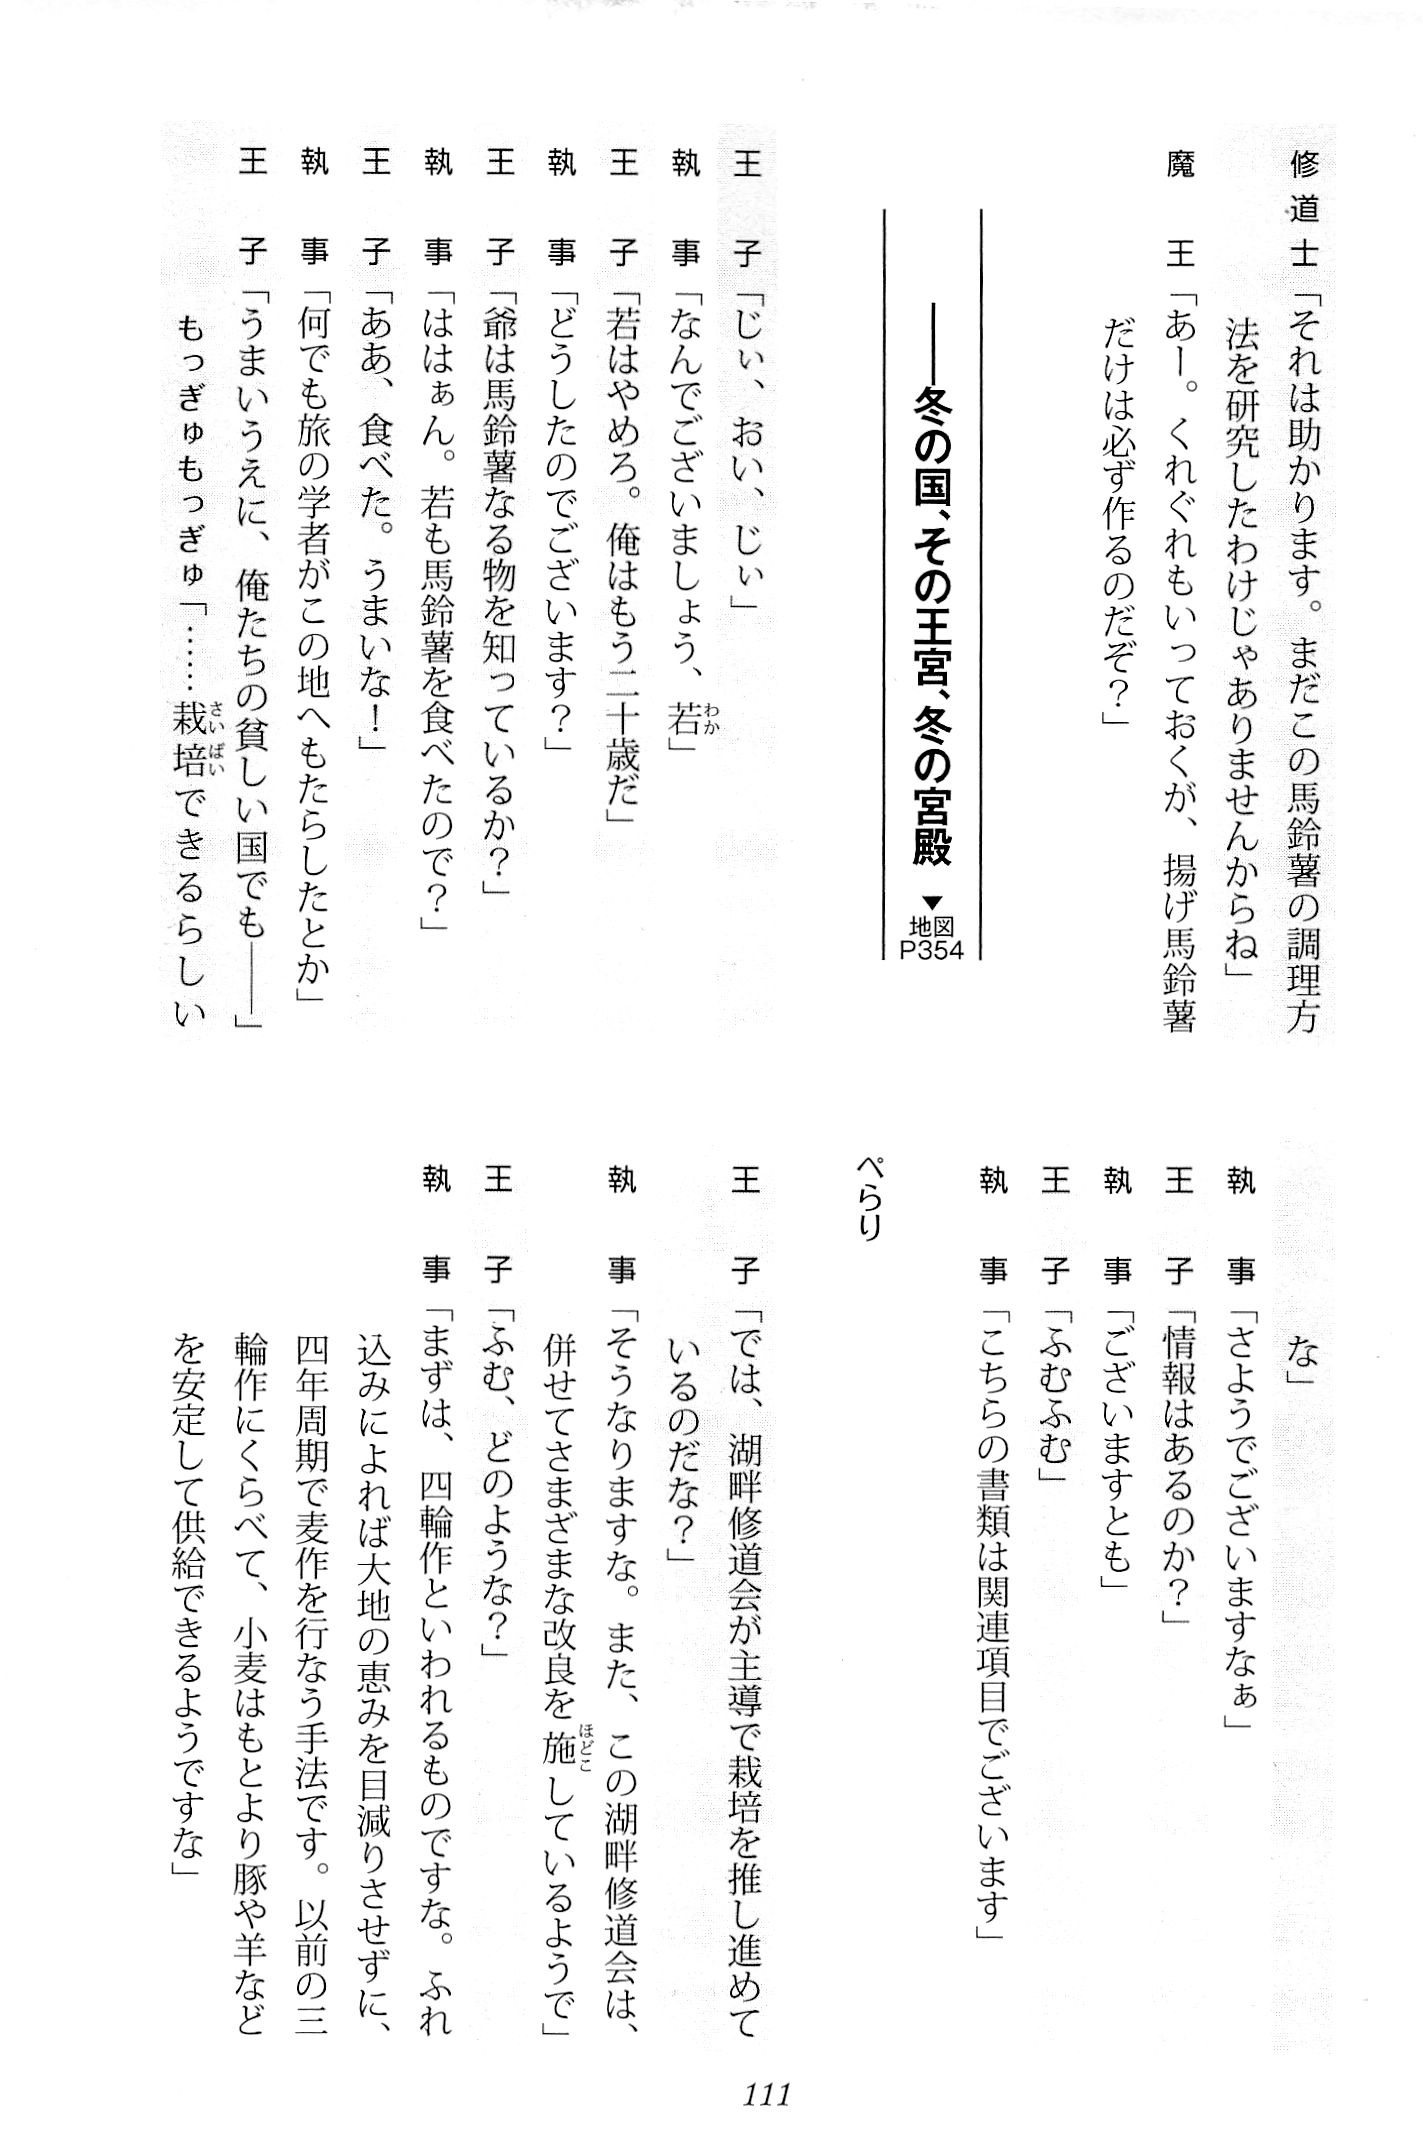 修道士「それは助かります。まだこの馬鈴薯の調理方
法を研究したわけじゃありませんからね」
魔　王「あー。くれぐれもいっておくが、揚げ馬鈴薯
だけは必ず作るのだぞ？」
――冬の国、その王宮、冬の宮殿 ▼地図P354
王　子「じぃ、おい、じぃ」
執　事「なんでございましょう、若」
わか
王　子「若はやめろ。俺はもう二十歳だ」
執　事「どうしたのでございます？」
王　子「爺は馬鈴薯なる物を知っているか？」
執　事「ははぁん。若も馬鈴薯を食べたので？」
王　子「ああ、食べた。うまいな！」
執　事「何でも旅の学者がこの地へもたらしたとか」
王　子「うまいうえに、俺たちの貧しい国でも――」
もっぎゅもっぎゅ「……栽培できるらしい
さいばい
な」
執　事「さようでございますなぁ」
王　子「情報はあるのか？」
執　事「ございますとも」
王　子「ふむふむ」
執　事「こちらの書類は関連項目でございます」
ぺらり
王　子「では、湖畔修道会が主導で栽培を推し進めて
いるのだな？」
執　事「そうなりますな。また、この湖畔修道会は、
併せてさまざまな改良を施しているようで」
ほどこ
王　子「ふむ、どのような？」
執　事「まずは、四輪作といわれるものですな。ふれ
込みによれば大地の恵みを目減りさせずに、
四年周期で麦作を行なう手法です。以前の三
輪作にくらべて、小麦はもとより豚や羊など
を安定して供給できるようですな」
111